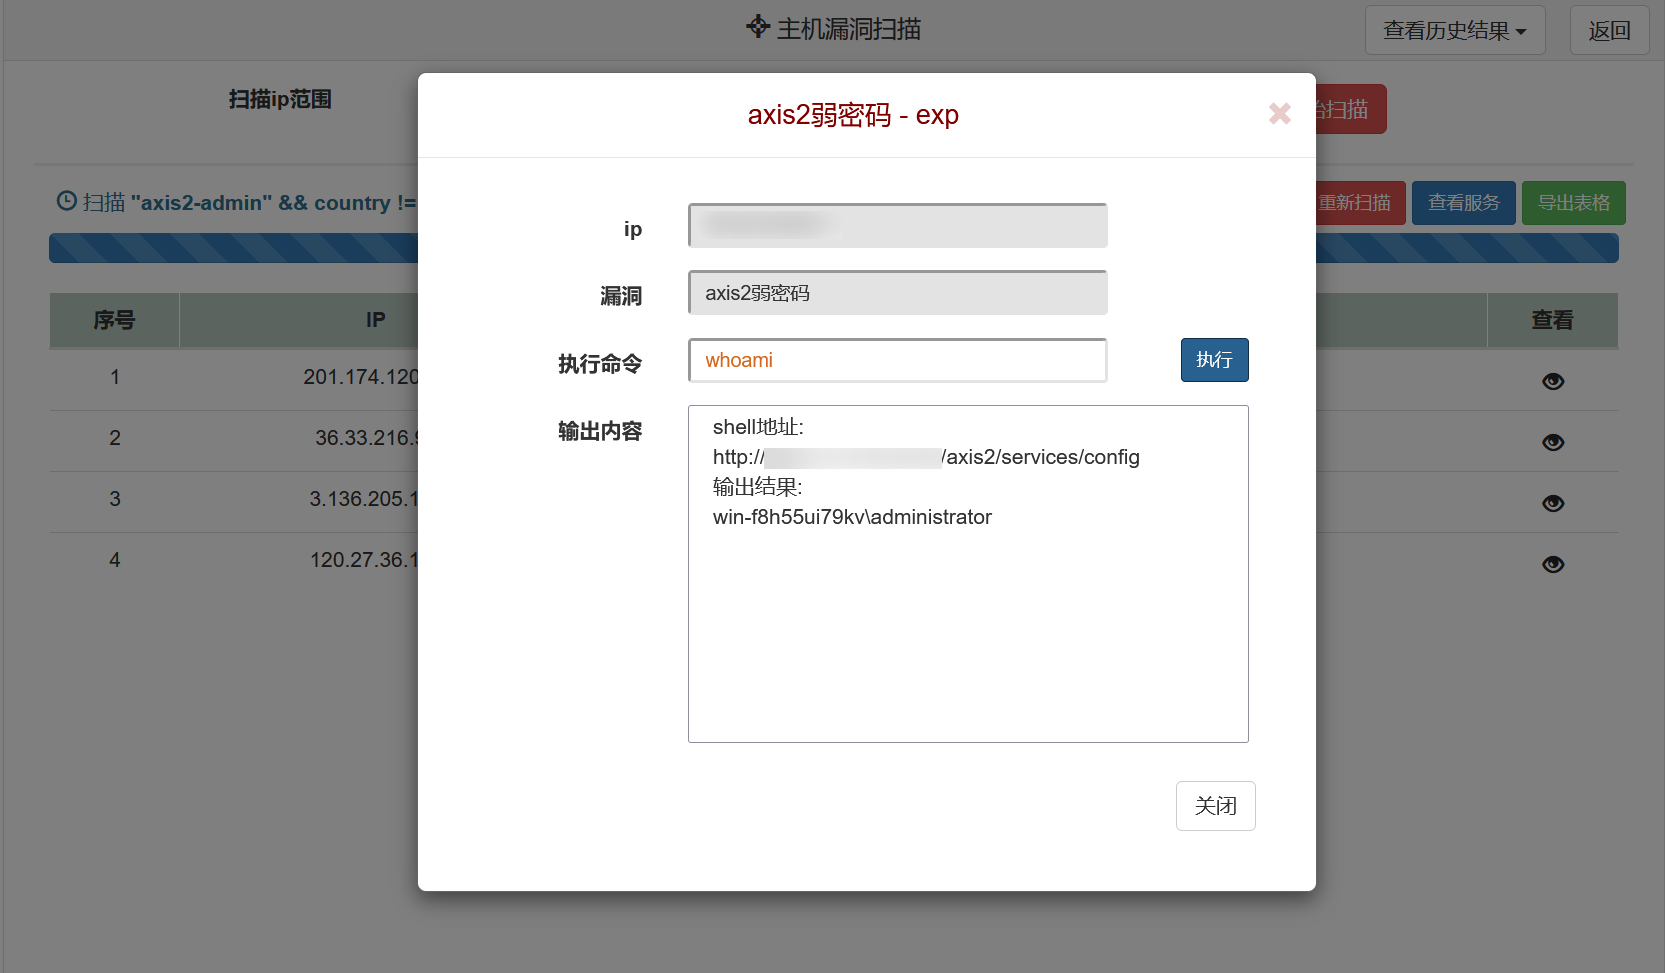 主机漏洞扫描
查看历史结果
返回
扫描ip范围
扫描
扫描 "axis2-admin" && country !=
重新扫描
查看服务
导出表格
序号
IP
查看
1
201.174.120
2
36.33.216.
3
3.136.205.1
4
120.27.36.1
axis2弱密码 - exp
ip
漏洞
axis2弱密码
执行命令
whoami
执行
输出内容
shell地址:
http:// /axis2/services/config
输出结果:
win-f8h55ui79kv\administrator
关闭